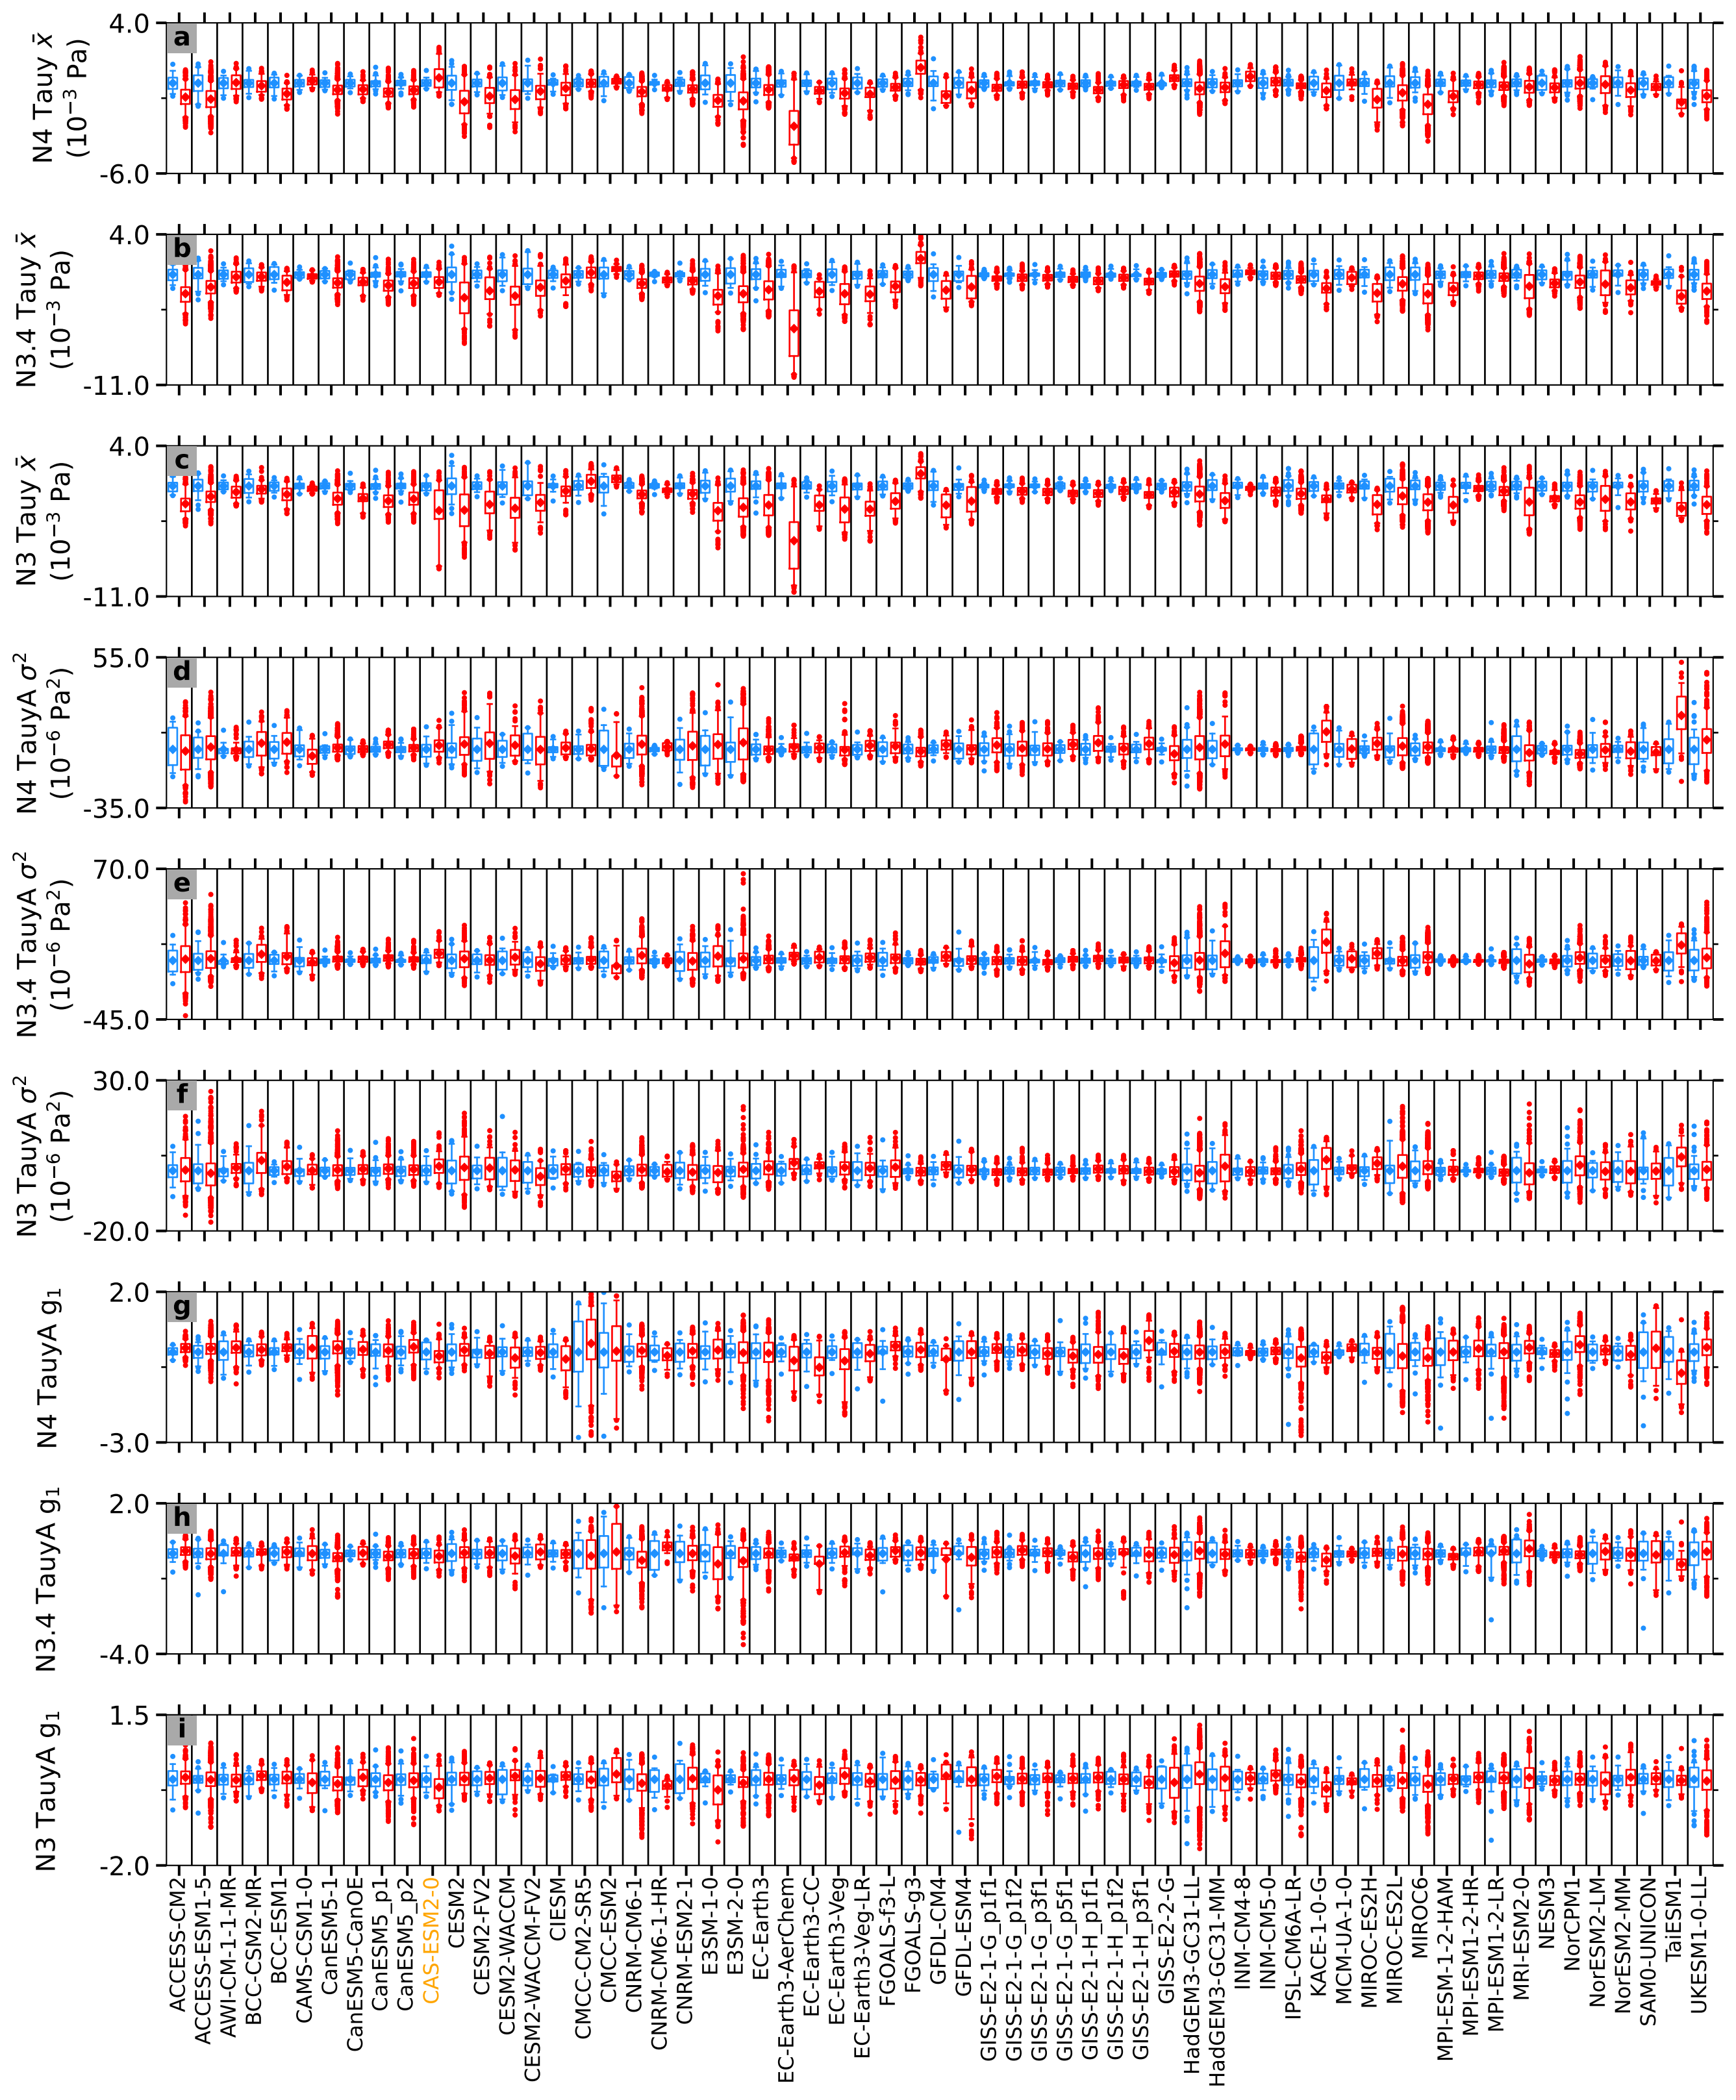 a
N4 Tauy x̄
(10⁻³ Pa)
4.0
-6.0
b
N3.4 Tauy x̄
(10⁻³ Pa)
4.0
-11.0
c
N3 Tauy x̄
(10⁻³ Pa)
4.0
-11.0
d
N4 TauyA σ²
(10⁻⁶ Pa²)
55.0
-35.0
e
N3.4 TauyA σ²
(10⁻⁶ Pa²)
70.0
-45.0
f
N3 TauyA σ²
(10⁻⁶ Pa²)
30.0
-20.0
g
N4 TauyA g₁
2.0
-3.0
h
N3.4 TauyA g₁
2.0
-4.0
i
N3 TauyA g₁
1.5
-2.0
ACCESS-CM2
ACCESS-ESM1-5
AWI-CM-1-1-MR
BCC-CSM2-MR
BCC-ESM1
CAMS-CSM1-0
CanESM5-1
CanESM5-CanOE
CanESM5_p1
CanESM5_p2
CAS-ESM2-0
CESM2
CESM2-FV2
CESM2-WACCM
CESM2-WACCM-FV2
CIESM
CMCC-CM2-SR5
CMCC-ESM2
CNRM-CM6-1
CNRM-CM6-1-HR
CNRM-ESM2-1
E3SM-1-0
E3SM-2-0
EC-Earth3
EC-Earth3-AerChem
EC-Earth3-CC
EC-Earth3-Veg
EC-Earth3-Veg-LR
FGOALS-f3-L
FGOALS-g3
GFDL-CM4
GFDL-ESM4
GISS-E2-1-G_p1f1
GISS-E2-1-G_p1f2
GISS-E2-1-G_p3f1
GISS-E2-1-G_p5f1
GISS-E2-1-H_p1f1
GISS-E2-1-H_p1f2
GISS-E2-1-H_p3f1
GISS-E2-2-G
HadGEM3-GC31-LL
HadGEM3-GC31-MM
INM-CM4-8
INM-CM5-0
IPSL-CM6A-LR
KACE-1-0-G
MCM-UA-1-0
MIROC-ES2H
MIROC-ES2L
MIROC6
MPI-ESM-1-2-HAM
MPI-ESM1-2-HR
MPI-ESM1-2-LR
MRI-ESM2-0
NESM3
NorCPM1
NorESM2-LM
NorESM2-MM
SAM0-UNICON
TaiESM1
UKESM1-0-LL